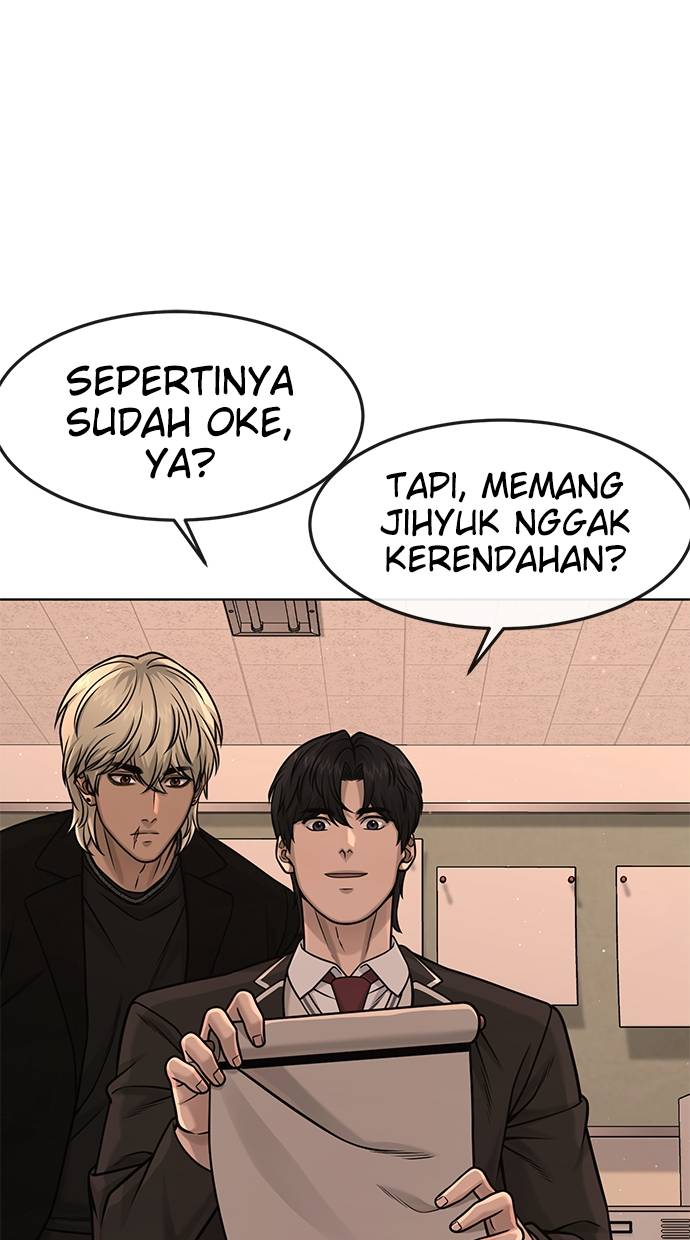 SEPERTINYA
SUDAH OKE,
YA?
TAPI, MEMANG
JIHYUK NGGAK
KERENDAHAN?